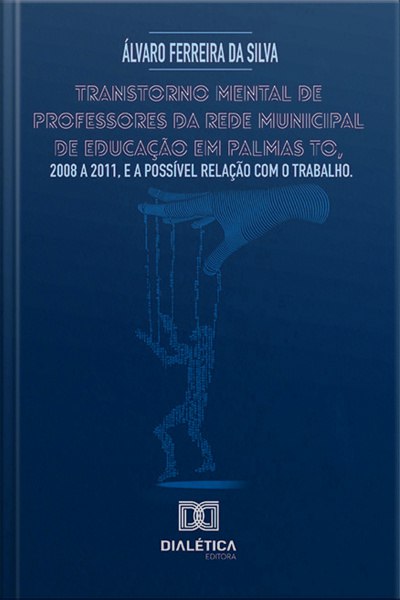 ÁLVARO FERREIRA DA SILVA
TRANSTORNO MENTAL DE
PROFESSORES DA REDE MUNICIPAL
DE EDUCAÇÃO EM PALMAS TO,
2008 A 2011, E A POSSÍVEL RELAÇÃO COM O TRABALHO.
DIALÉTICA
EDITORA